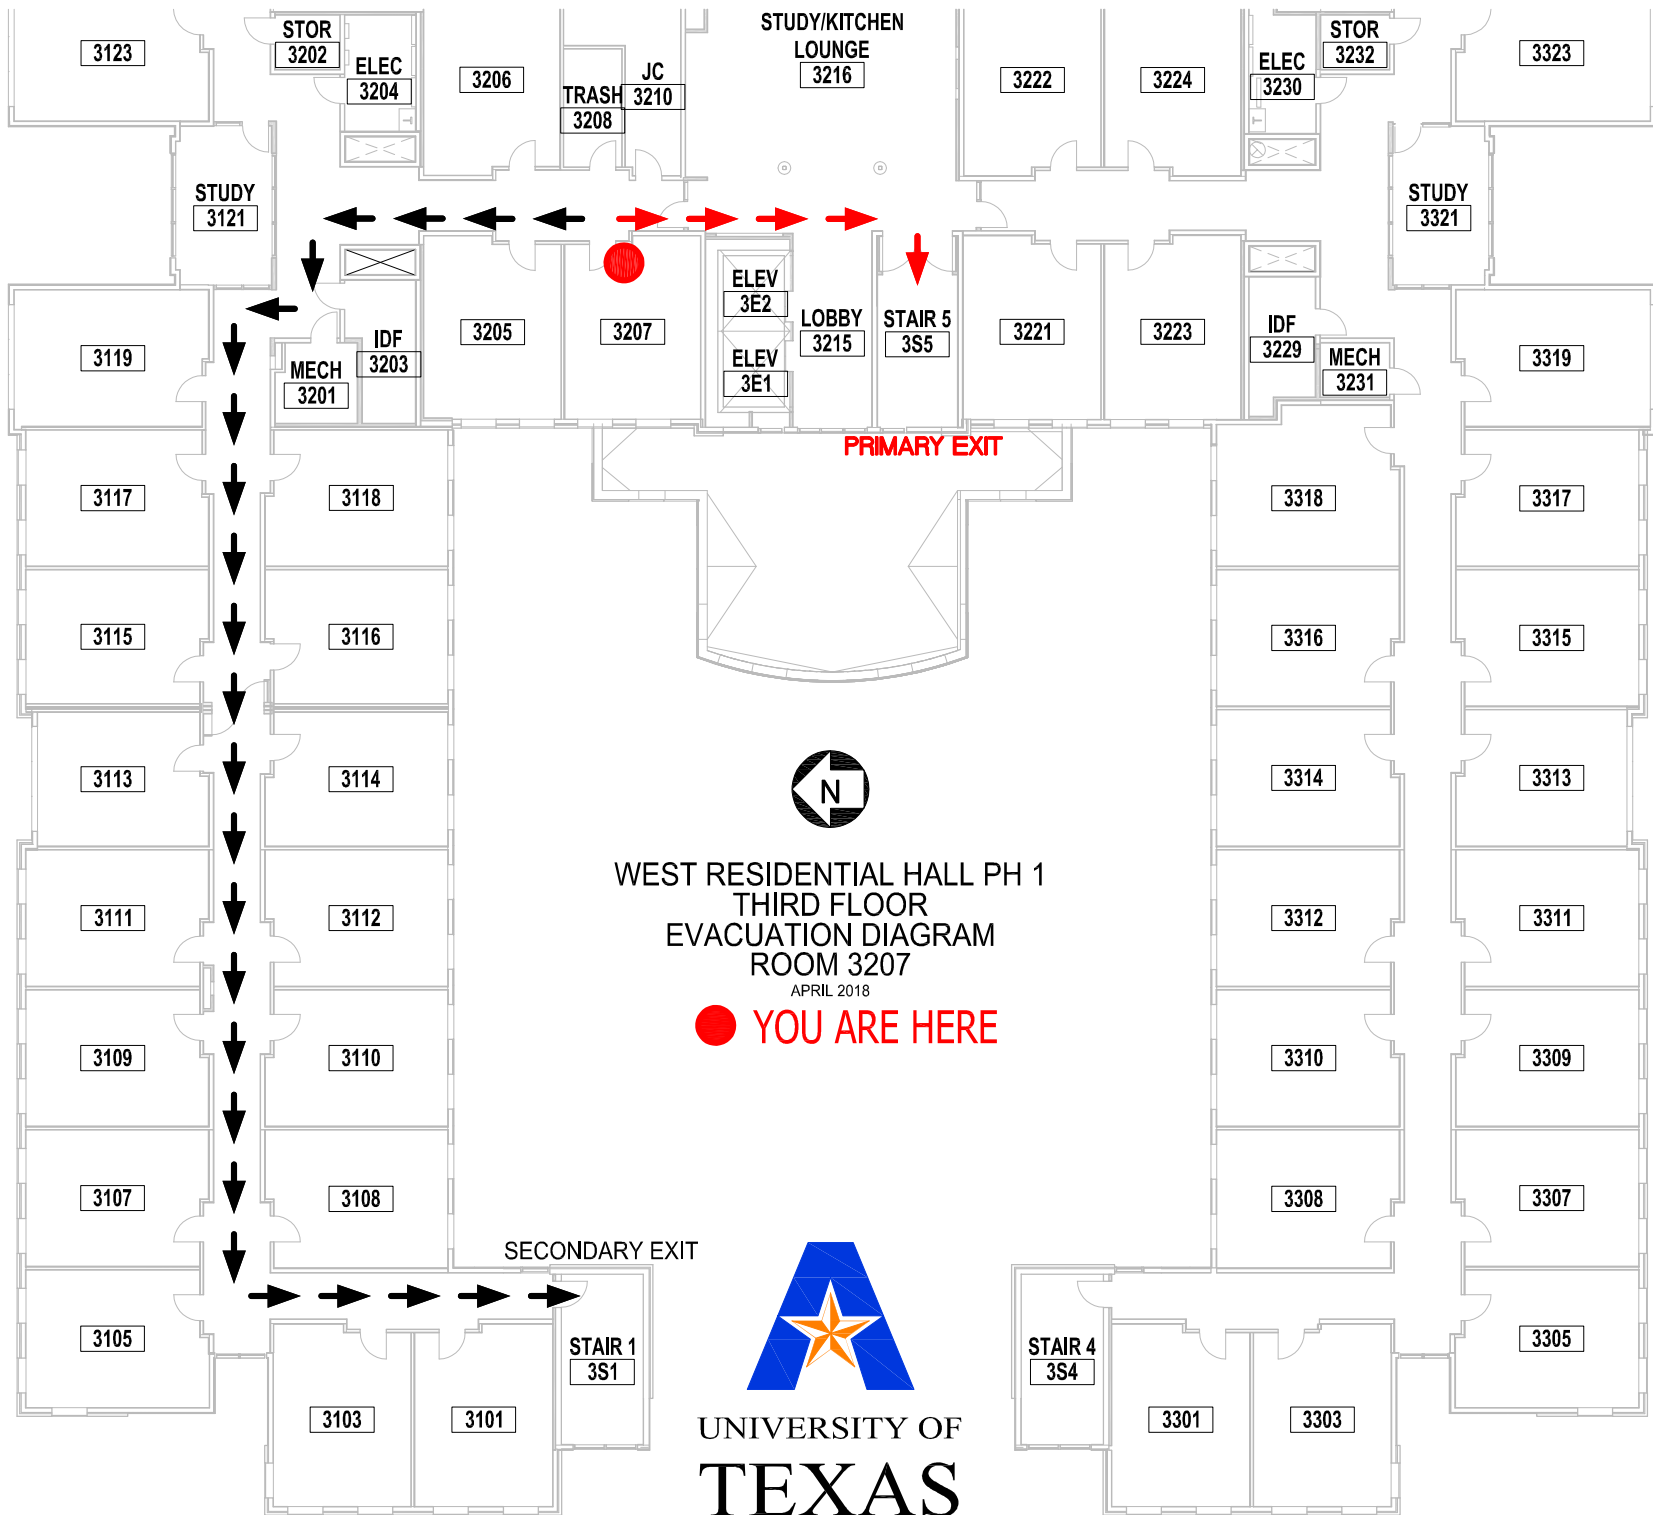 STUDY/KITCHEN
LOUNGE
3216
3123
STOR
3202
ELEC
3204
3206
TRASH
3208
JC
3210
3222
3224
ELEC
3230
STOR
3232
3323
STUDY
3121
STUDY
3321
3119
MECH
3201
IDF
3203
3205
3207
ELEV
3E2
ELEV
3E1
LOBBY
3215
STAIR 5
3S5
3221
3223
IDF
3229
MECH
3231
3319
PRIMARY EXIT
3117
3118
3318
3317
3115
3116
3316
3315
3113
3114
3314
3313
N
WEST RESIDENTIAL HALL PH 1
THIRD FLOOR
EVACUATION DIAGRAM
ROOM 3207
APRIL 2018
YOU ARE HERE
3111
3112
3312
3311
3109
3110
3310
3309
3107
3108
3308
3307
SECONDARY EXIT
3105
STAIR 1
3S1
STAIR 4
3S4
3305
3103
3101
3301
3303
UNIVERSITY OF
TEXAS